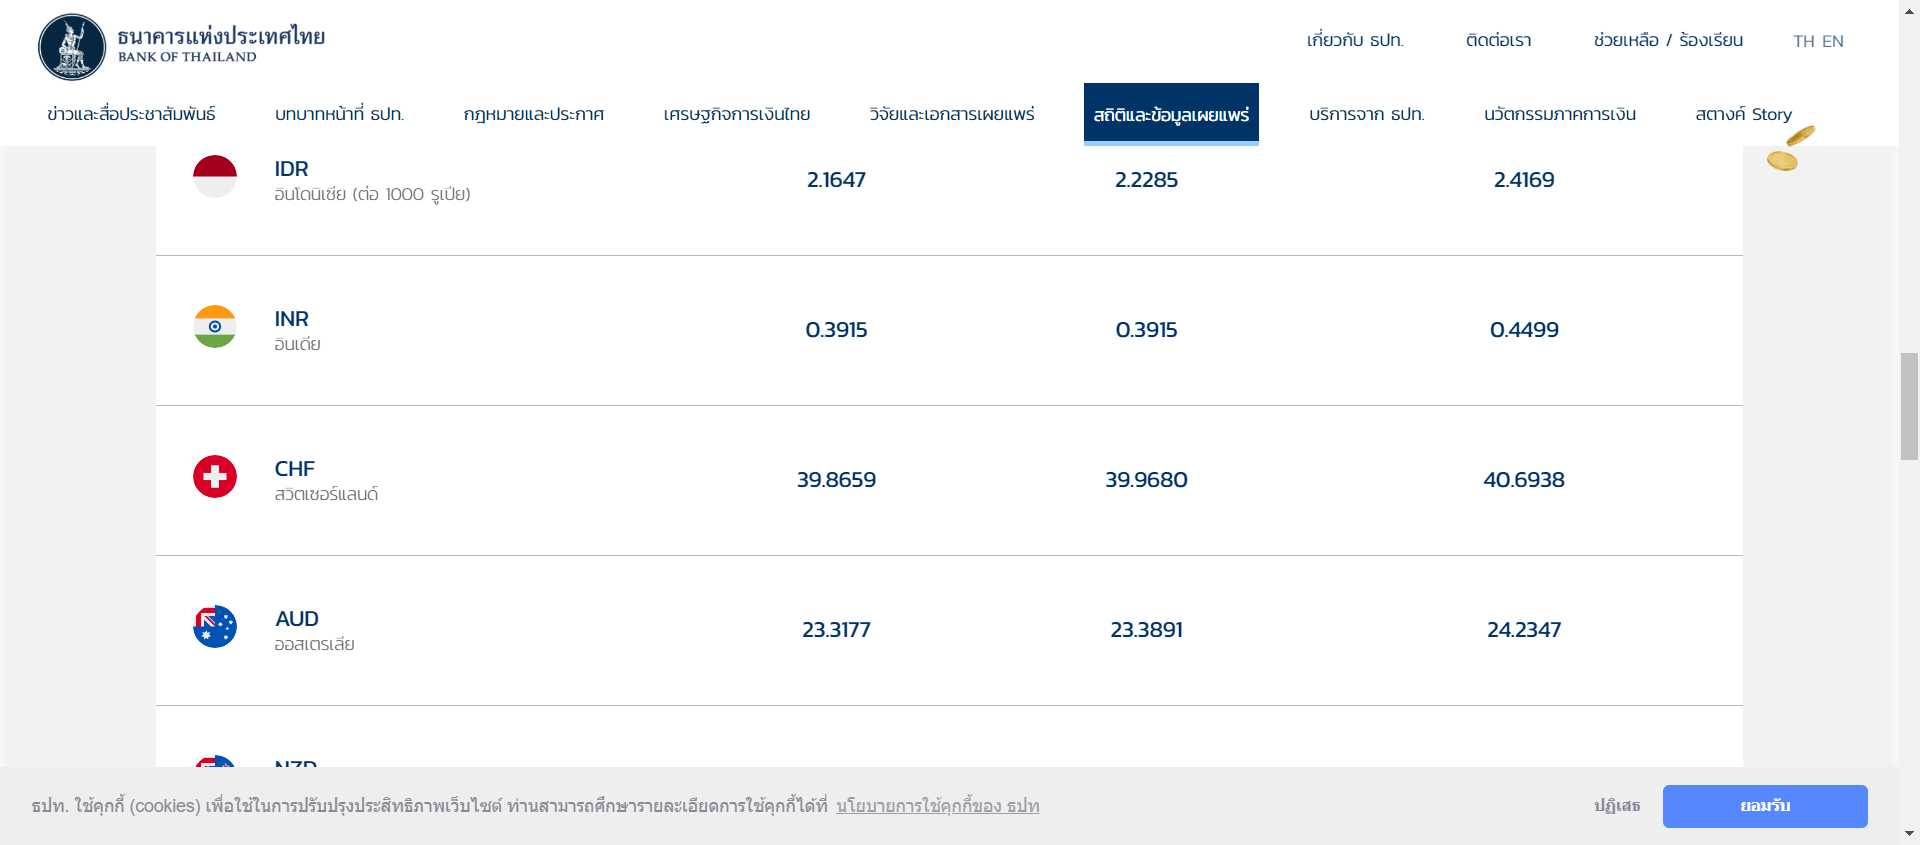 ธนาคารแห่งประเทศไทย
BANK OF THAILAND
เกี่ยวกับ ธปท. ติดต่อเรา ช่วยเหลือ / ร้องเรียน TH EN
ข่าวและสื่อประชาสัมพันธ์ บทบาทหน้าที่ ธปท. กฎหมายและประกาศ เศรษฐกิจการเงินไทย วิจัยและเอกสารเผยแพร่ สถิติและข้อมูลเผยแพร่ บริการจาก ธปท. นวัตกรรมภาคการเงิน สตางค์ Story
IDR
อินโดนิเซีย (ต่อ 1000 รูเปีย)
2.1647 2.2285 2.4169
INR
อินเดีย
0.3915 0.3915 0.4499
CHF
สวิตเซอร์แลนด์
39.8659 39.9680 40.6938
AUD
ออสเตรเลีย
23.3177 23.3891 24.2347
NZD
ธปท. ใช้คุกกี้ (cookies) เพื่อใช้ในการปรับปรุงประสิทธิภาพเว็บไซต์ ท่านสามารถศึกษารายละเอียดการใช้คุกกี้ได้ที่ นโยบายการใช้คุกกี้ของ ธปท ปฏิเสธ ยอมรับ